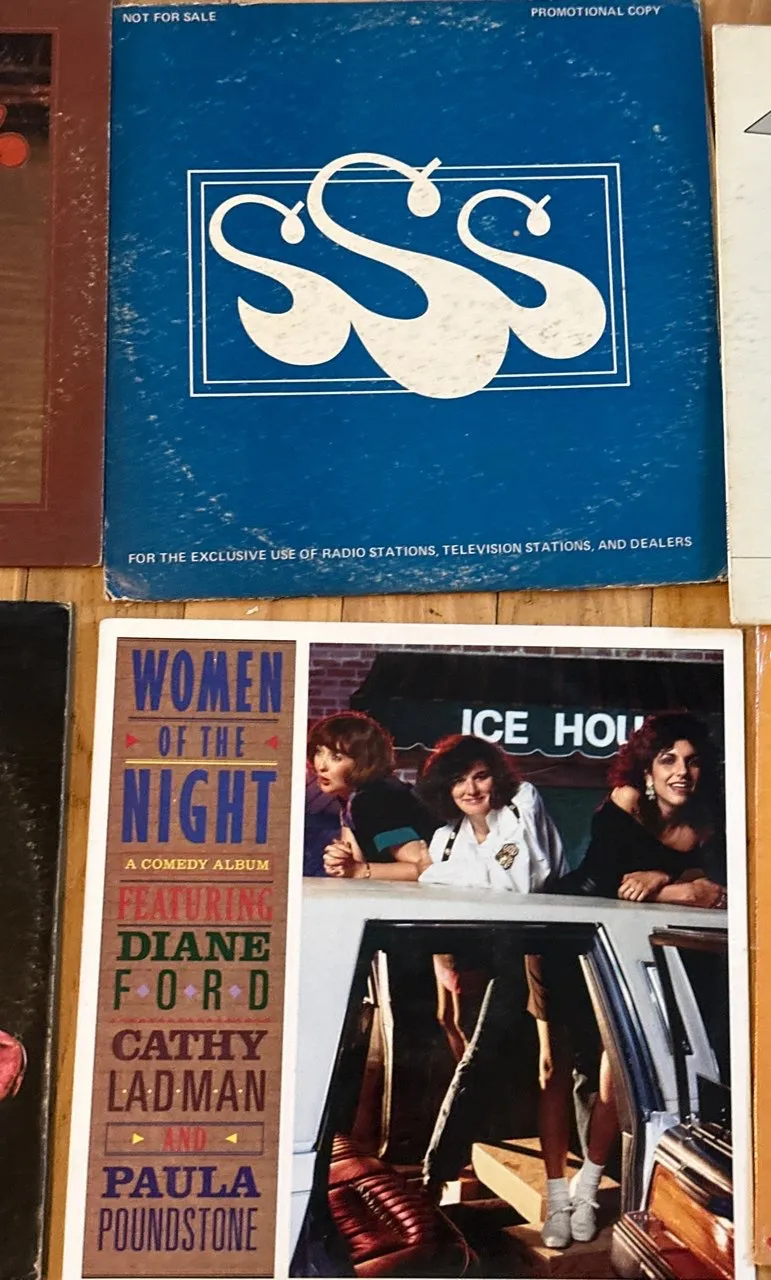 NOT FOR SALE
PROMOTIONAL COPY
SSS
FOR THE EXCLUSIVE USE OF RADIO STATIONS, TELEVISION STATIONS, AND DEALERS
WOMEN
OF THE
NIGHT
A COMEDY ALBUM
FEATURING
DIANE
FORD
CATHY
LADMAN
AND
PAULA
POUNDSTONE
ICE HOU